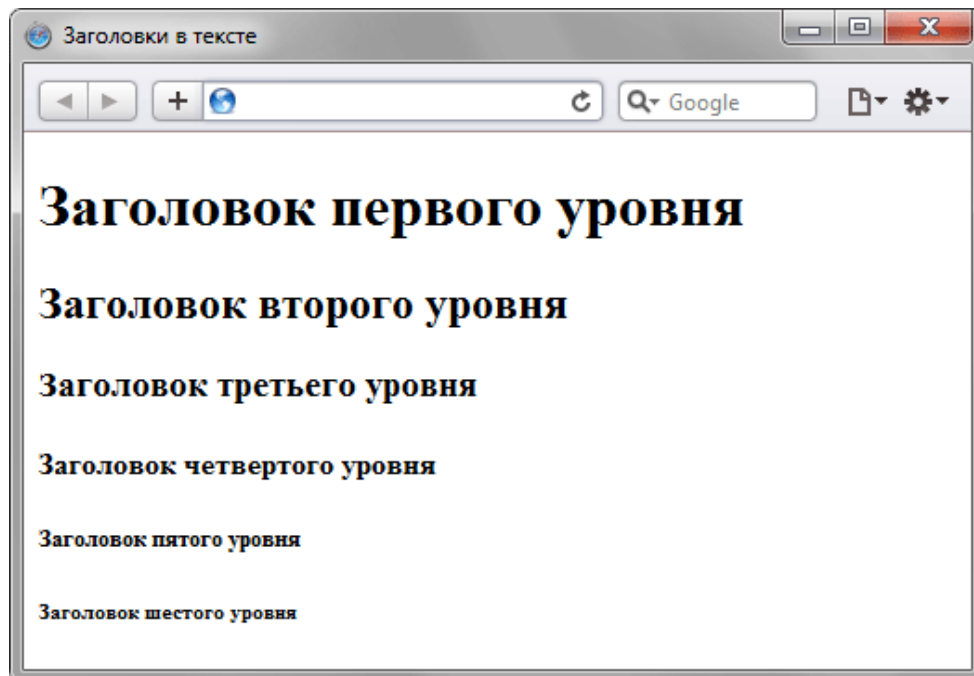 Заголовки в тексте
Google
Заголовок первого уровня
Заголовок второго уровня
Заголовок третьего уровня
Заголовок четвертого уровня
Заголовок пятого уровня
Заголовок шестого уровня